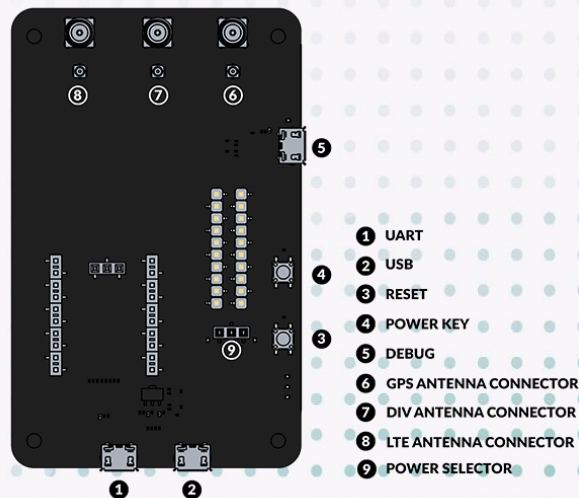 8 7 6
5
4
3
9
1 2
1 UART
2 USB
3 RESET
4 POWER KEY
5 DEBUG
6 GPS ANTENNA CONNECTOR
7 DIV ANTENNA CONNECTOR
8 LTE ANTENNA CONNECTOR
9 POWER SELECTOR